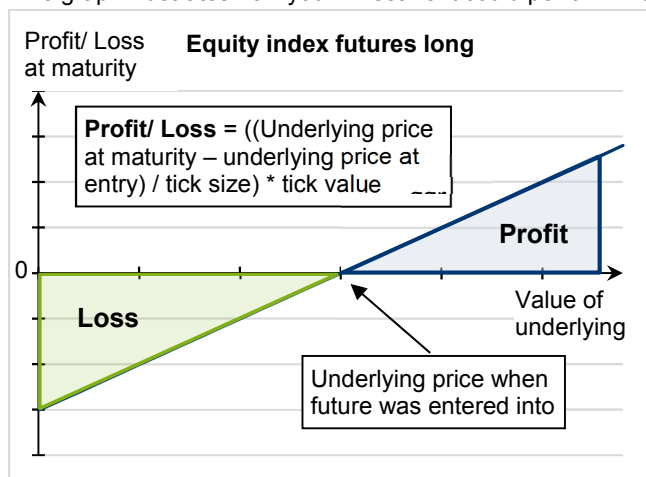 Profit/ Loss
at maturity
Equity index futures long
Profit/ Loss = ((Underlying price
at maturity – underlying price at
entry) / tick size) * tick value
Profit
0
Loss
Value of
underlying
Underlying price when
future was entered into